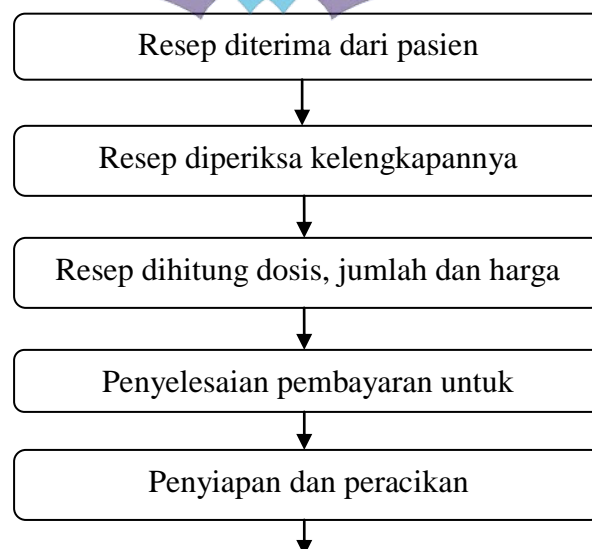 Resep diterima dari pasien
Resep diperiksa kelengkapannya
Resep dihitung dosis, jumlah dan harga
Penyelesaian pembayaran untuk
Penyiapan dan peracikan